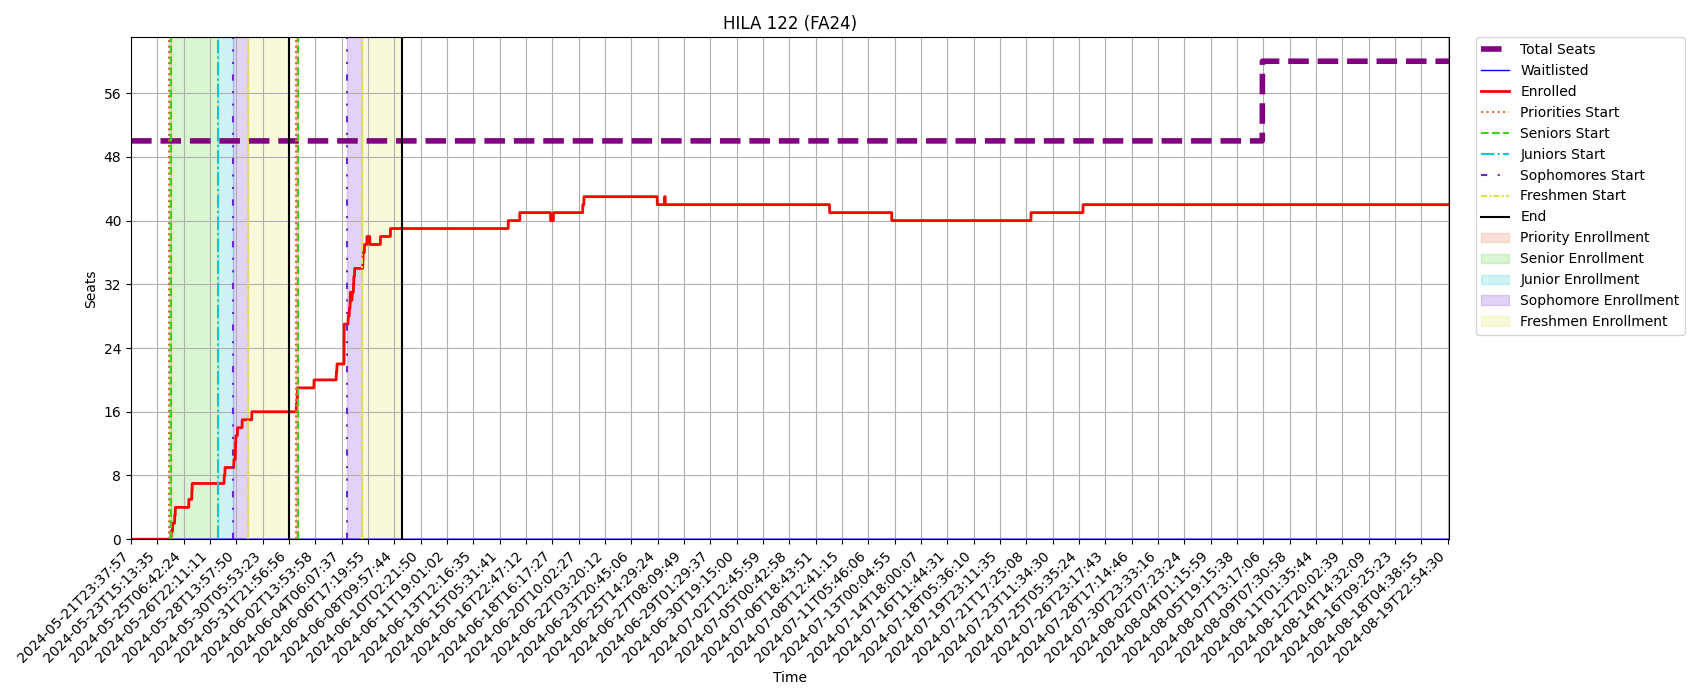 HILA 122 (FA24)
Total Seats
Waitlisted
Enrolled
Priorities Start
Seniors Start
Juniors Start
Sophomores Start
Freshmen Start
End
Priority Enrollment
Senior Enrollment
Junior Enrollment
Sophomore Enrollment
Freshmen Enrollment
Seats
56
48
40
32
24
16
8
0
2024-05-21T23:37:57
2024-05-23T15:13:35
2024-05-25T06:42:24
2024-05-26T22:11:11
2024-05-28T13:57:50
2024-05-30T05:53:23
2024-05-31T21:56:56
2024-06-02T13:53:58
2024-06-04T06:07:37
2024-06-06T17:19:55
2024-06-08T09:57:44
2024-06-10T02:21:50
2024-06-11T19:01:02
2024-06-13T12:16:35
2024-06-15T05:31:41
2024-06-16T22:47:12
2024-06-18T16:17:27
2024-06-20T10:02:27
2024-06-22T03:20:12
2024-06-23T20:45:06
2024-06-25T14:29:24
2024-06-27T08:09:49
2024-06-29T01:29:37
2024-06-30T19:15:00
2024-07-02T12:45:59
2024-07-05T00:42:58
2024-07-06T18:43:51
2024-07-08T12:41:15
2024-07-11T05:46:06
2024-07-13T00:04:55
2024-07-14T18:00:07
2024-07-16T11:44:31
2024-07-18T05:36:10
2024-07-19T23:11:35
2024-07-21T17:25:08
2024-07-23T11:34:30
2024-07-25T05:35:24
2024-07-26T23:17:43
2024-07-28T17:14:46
2024-07-30T23:33:16
2024-08-02T07:23:24
2024-08-04T01:15:59
2024-08-05T19:15:38
2024-08-07T13:17:06
2024-08-09T07:30:58
2024-08-11T01:35:44
2024-08-12T20:02:39
2024-08-14T14:32:09
2024-08-16T09:25:23
2024-08-18T04:38:55
2024-08-19T22:54:30
Time